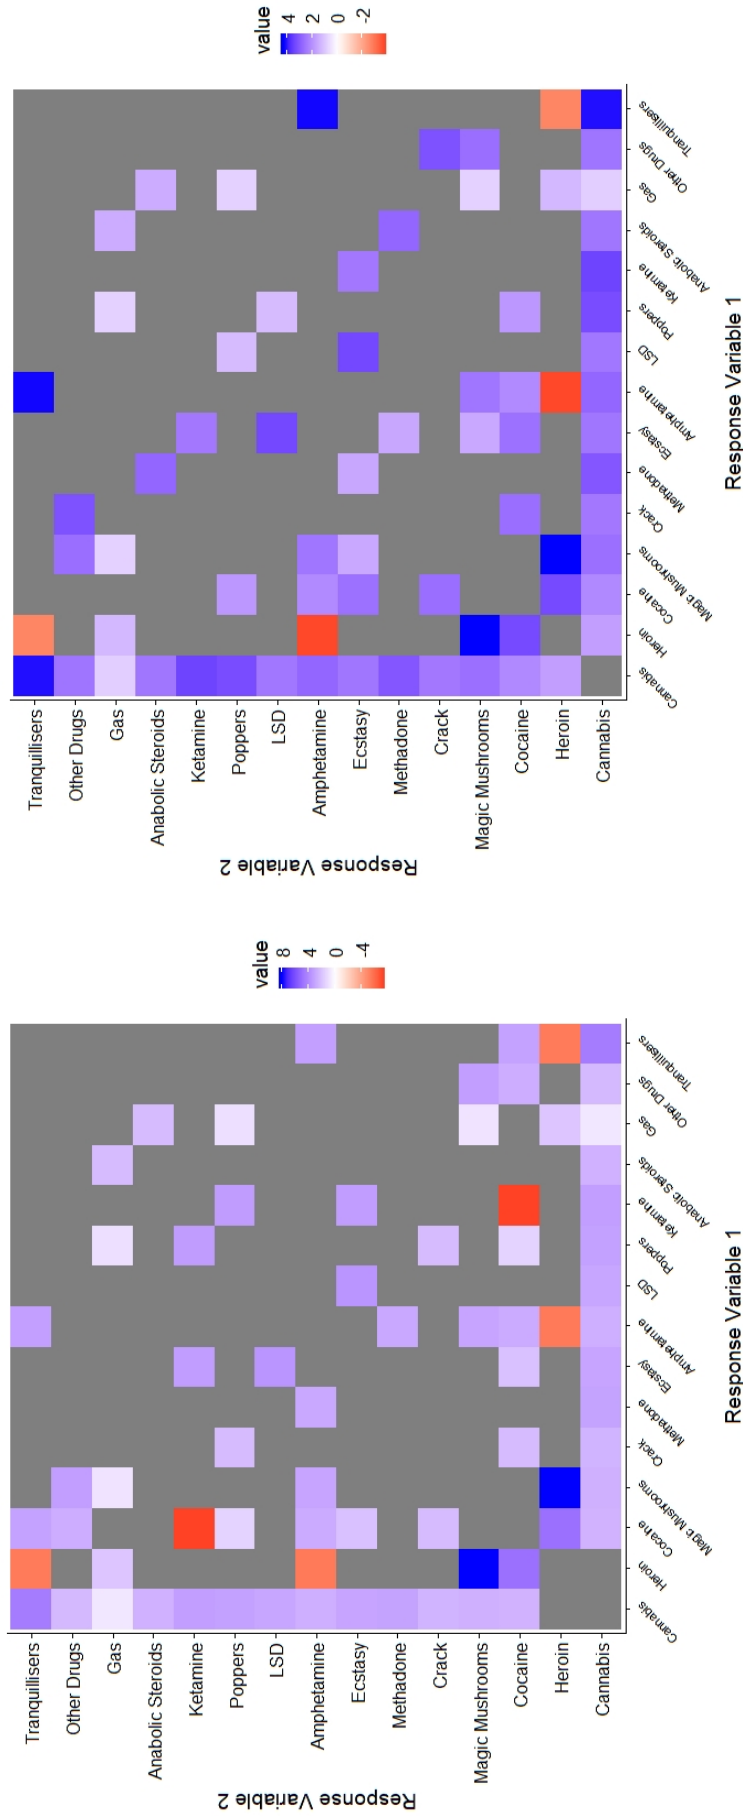 Response Variable 2
Tranquillisers
Other Drugs
Gas
Anabolic Steroids
Ketamine
Poppers
LSD
Amphetamine
Ecstasy
Methadone
Crack
Magic Mushrooms
Cocaine
Heroin
Cannabis
Cannabis
Heroin
Cocaine
Magic Mushrooms
Crack
Methadone
Ecstasy
Amphetamine
LSD
Poppers
Ketamine
Anabolic Steroids
Gas
Other Drugs
Tranquillisers
Response Variable 1
value
8
4
0
-4
Response Variable 2
Tranquillisers
Other Drugs
Gas
Anabolic Steroids
Ketamine
Poppers
LSD
Amphetamine
Ecstasy
Methadone
Crack
Magic Mushrooms
Cocaine
Heroin
Cannabis
Cannabis
Heroin
Cocaine
Magic Mushrooms
Crack
Methadone
Ecstasy
Amphetamine
LSD
Poppers
Ketamine
Anabolic Steroids
Gas
Other Drugs
Tranquillisers
Response Variable 1
value
4
2
0
-2